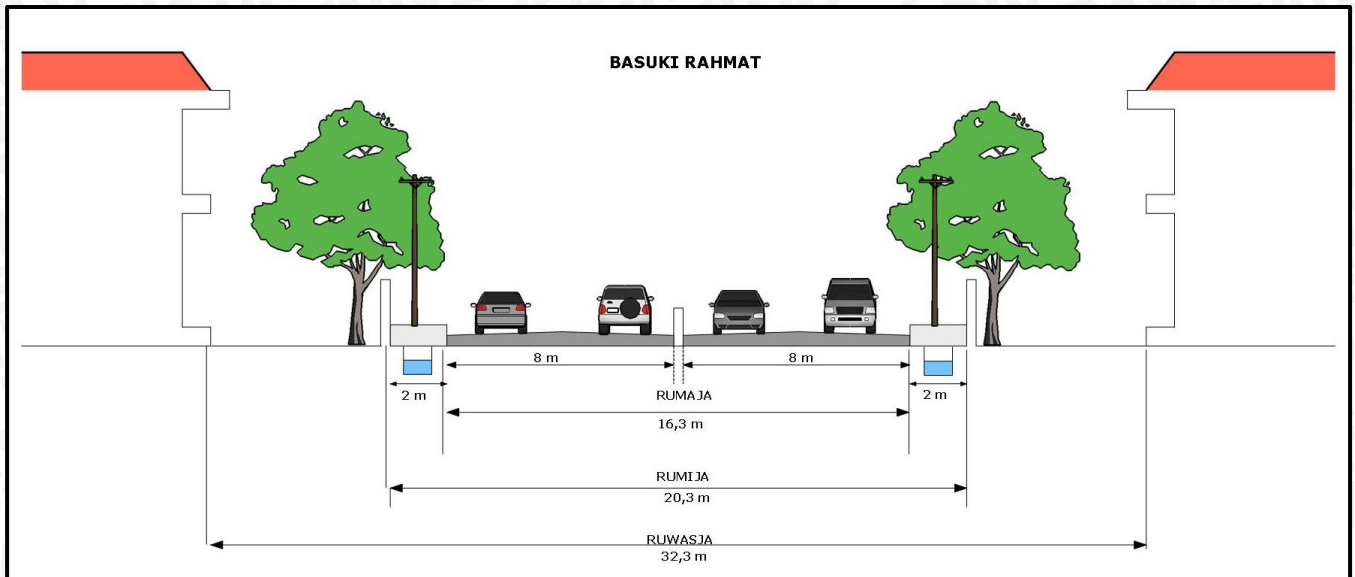 BASUKI RAHMAT
8 m
8 m
2 m
RUMAJA
2 m
16,3 m
RUMIJA
20,3 m
RUWASJA
32,3 m